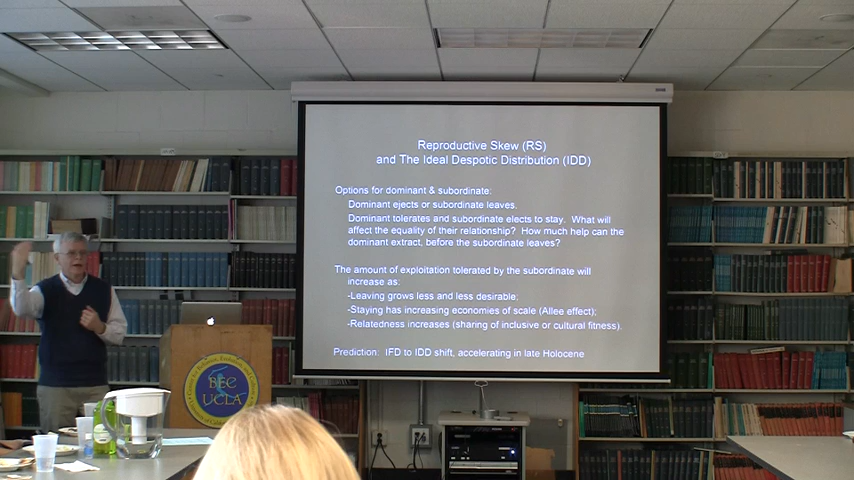 Reproductive Skew (RS)
and The Ideal Despotic Distribution (IDD)
Options for dominant & subordinate:
Dominant ejects or subordinate leaves.
Dominant tolerates and subordinate elects to stay. What will
affect the equality of their relationship? How much help can the
dominant extract, before the subordinate leaves?
The amount of exploitation tolerated by the subordinate will
increase as:
-Leaving grows less and less desirable;
-Staying has increasing economies of scale (Allee effect);
-Relatedness increases (sharing of inclusive or cultural fitness).
Prediction: IFD to IDD shift, accelerating in late Holocene
BEC
UCLA